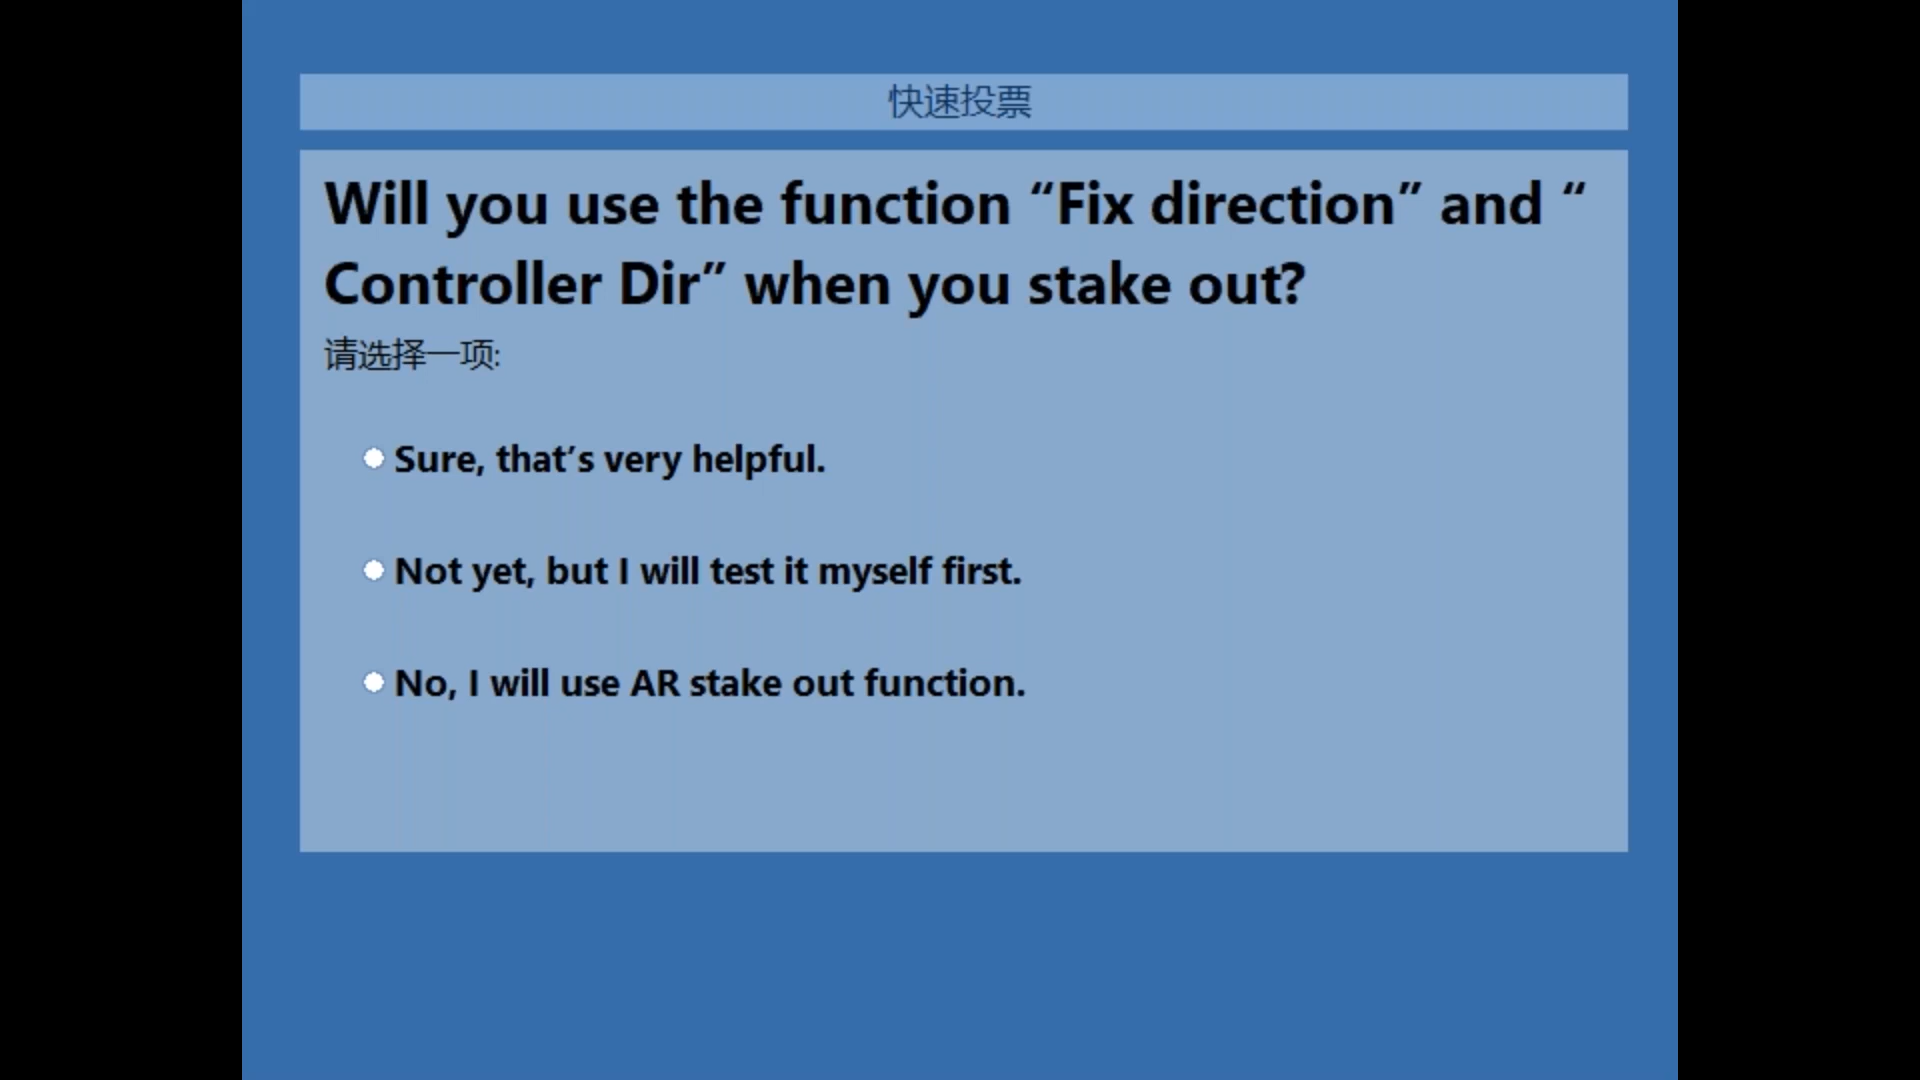 快速投票
Will you use the function “Fix direction” and “
Controller Dir” when you stake out?
请选择一项:
Sure, that’s very helpful.
Not yet, but I will test it myself first.
No, I will use AR stake out function.